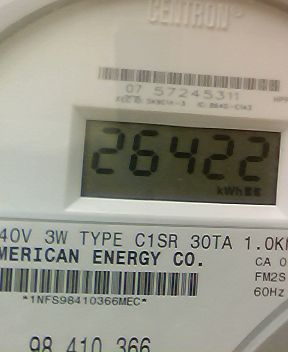 CENTRON®
07 57245311
26422
kWh
40V 3W TYPE C1SR 30TA 1.0K
MERICAN ENERGY CO.
CA 0
FM2S
*1NFS98410366MEC*
60Hz
98 410 366